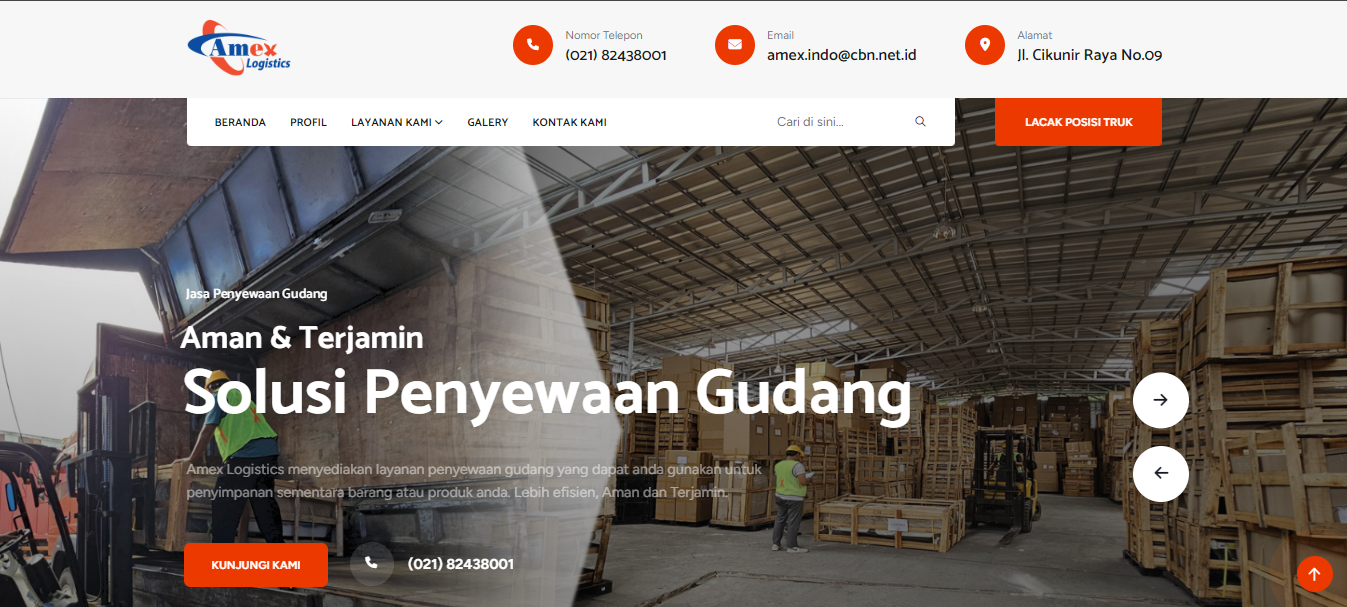 Amex
Logistics
Nomor Telepon
(021) 82438001
Email
amex.indo@cbn.net.id
Alamat
Jl. Cikunir Raya No.09
BERANDA PROFIL LAYANAN KAMI GALERY KONTAK KAMI Cari di sini... LACAK POSISI TRUK
Jasa Penyewaan Gudang
Aman & Terjamin
Solusi Penyewaan Gudang
Amex Logistics menyediakan layanan penyewaan gudang yang dapat anda gunakan untuk
penyimpanan sementara barang atau produk anda. Lebih efisien, Aman dan Terjamin.
KUNJUNGI KAMI (021) 82438001